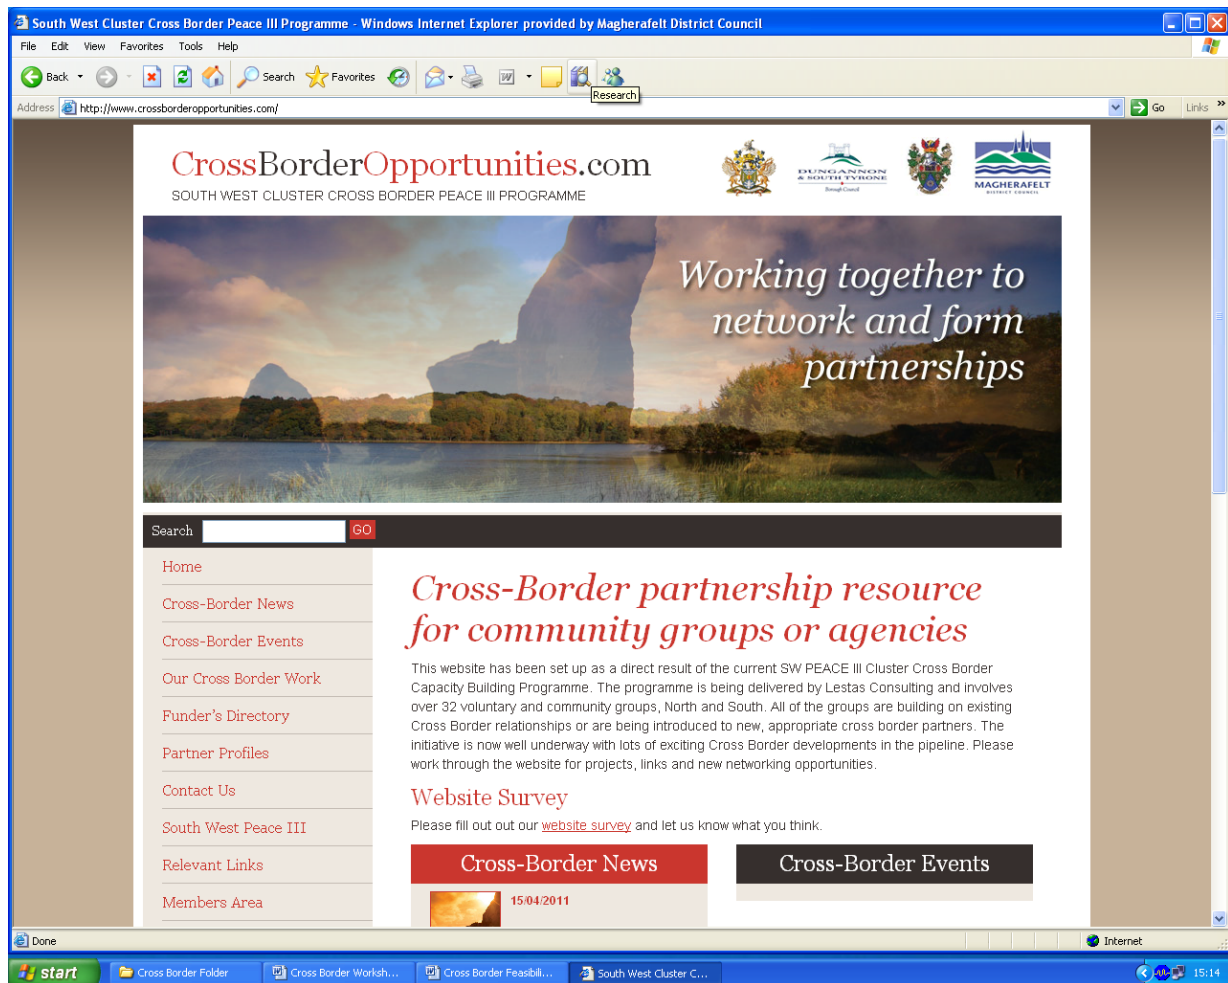 South West Cluster Cross Border Peace III Programme - Windows Internet Explorer provided by Magherafelt District Council
File Edit View Favorites Tools Help
Back Search Favorites
Research
Address http://www.crossborderopportunities.com/ Go Links »
CrossBorderOpportunities.com
SOUTH WEST CLUSTER CROSS BORDER PEACE III PROGRAMME
DUNGANNON
& SOUTH TYRONE
Borough Council
MAGHERAFELT
DISTRICT COUNCIL
Working together to
network and form
partnerships
Search GO
Home
Cross-Border News
Cross-Border Events
Our Cross Border Work
Funder's Directory
Partner Profiles
Contact Us
South West Peace III
Relevant Links
Members Area
Cross-Border partnership resource
for community groups or agencies
This website has been set up as a direct result of the current SW PEACE III Cluster Cross Border
Capacity Building Programme. The programme is being delivered by Lestas Consulting and involves
over 32 voluntary and community groups, North and South. All of the groups are building on existing
Cross Border relationships or are being introduced to new, appropriate cross border partners. The
initiative is now well underway with lots of exciting Cross Border developments in the pipeline. Please
work through the website for projects, links and new networking opportunities.
Website Survey
Please fill out out our website survey and let us know what you think.
Cross-Border News
15/04/2011
Cross-Border Events
Done Internet
start Cross Border Folder Cross Border Worksh... Cross Border Feasibili... South West Cluster C... 15:14